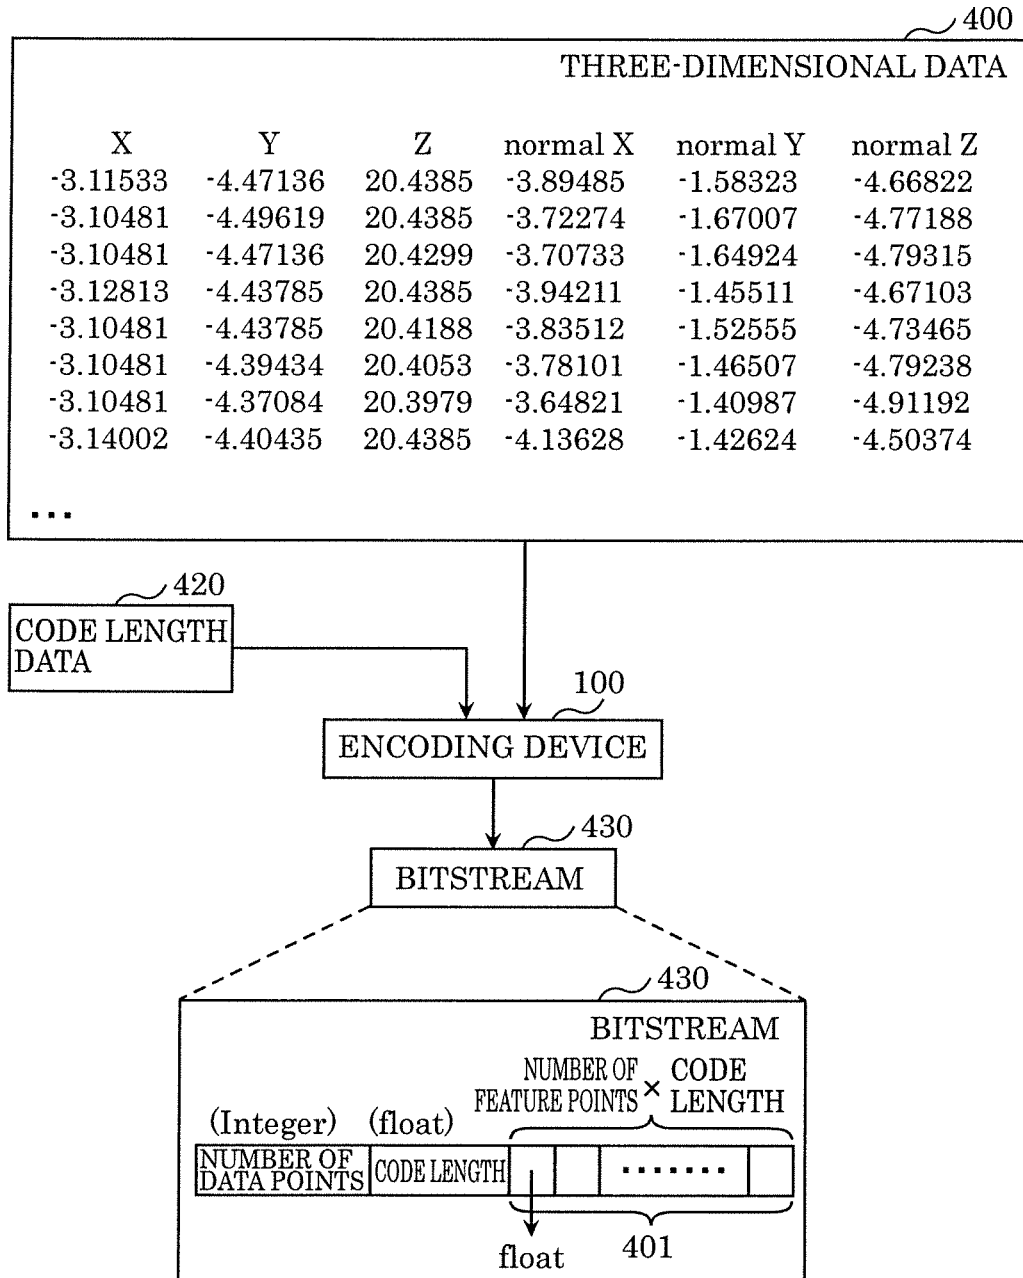 400
THREE-DIMENSIONAL DATA
X Y Z normal X normal Y normal Z
-3.11533 -4.47136 20.4385 -3.89485 -1.58323 -4.66822
-3.10481 -4.49619 20.4385 -3.72274 -1.67007 -4.77188
-3.10481 -4.47136 20.4299 -3.70733 -1.64924 -4.79315
-3.12813 -4.43785 20.4385 -3.94211 -1.45511 -4.67103
-3.10481 -4.43785 20.4188 -3.83512 -1.52555 -4.73465
-3.10481 -4.39434 20.4053 -3.78101 -1.46507 -4.79238
-3.10481 -4.37084 20.3979 -3.64821 -1.40987 -4.91192
-3.14002 -4.40435 20.4385 -4.13628 -1.42624 -4.50374
...
420
CODE LENGTH
DATA
100
ENCODING DEVICE
430
BITSTREAM
430
BITSTREAM
NUMBER OF
FEATURE POINTS × CODE
LENGTH
(Integer) (float)
NUMBER OF
DATA POINTS
CODE LENGTH
.......
float
401